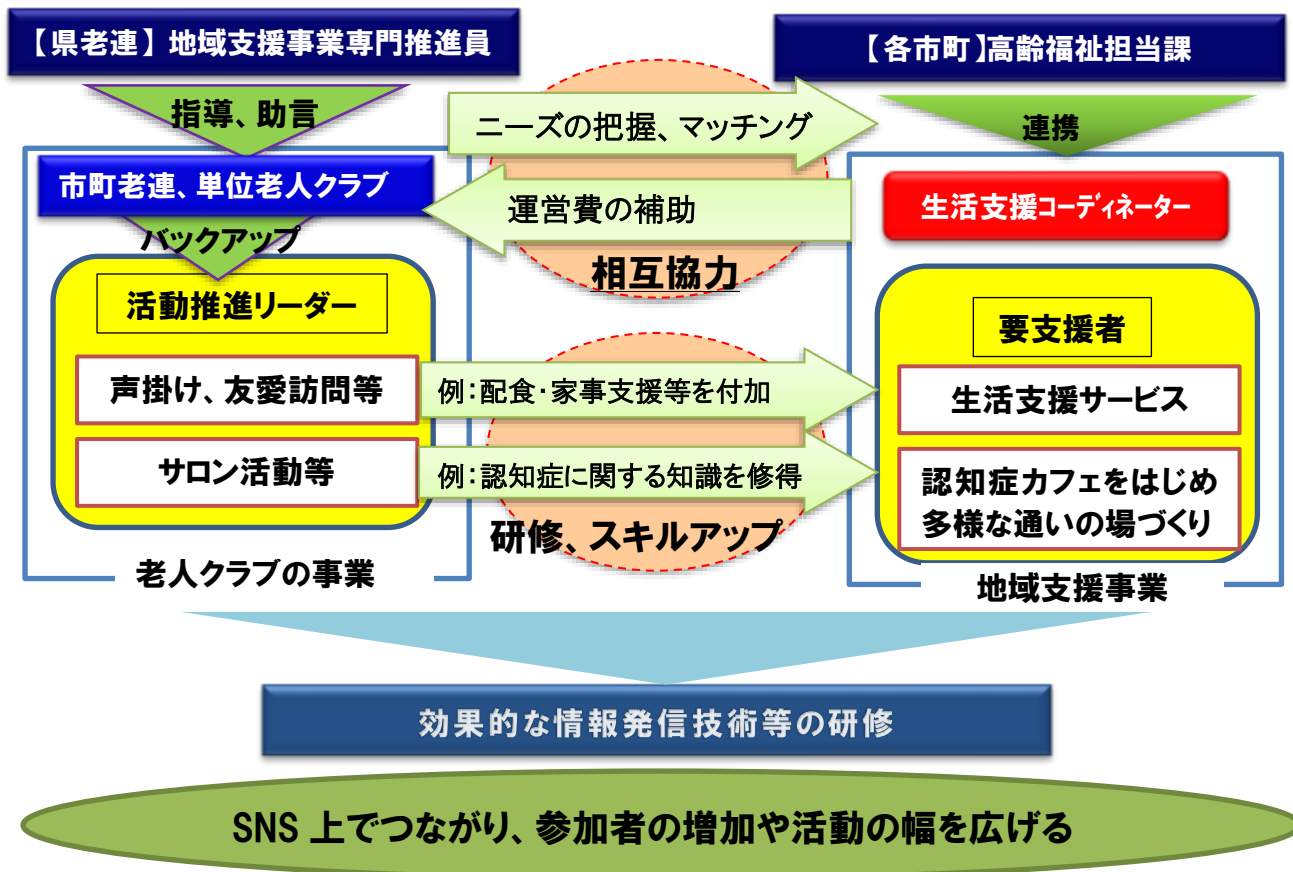 【県老連】地域支援事業専門推進員
【各市町】高齢福祉担当課
指導、助言
ニーズの把握、マッチング
連携
市町老連、単位老人クラブ
運営費の補助
生活支援コーディネーター
バックアップ
相互協力
活動推進リーダー
要支援者
声掛け、友愛訪問等
例：配食・家事支援等を付加
生活支援サービス
サロン活動等
例：認知症に関する知識を修得
認知症カフェをはじめ
多様な通いの場づくり
研修、スキルアップ
老人クラブの事業
地域支援事業
効果的な情報発信技術等の研修
SNS 上でつながり、参加者の増加や活動の幅を広げる